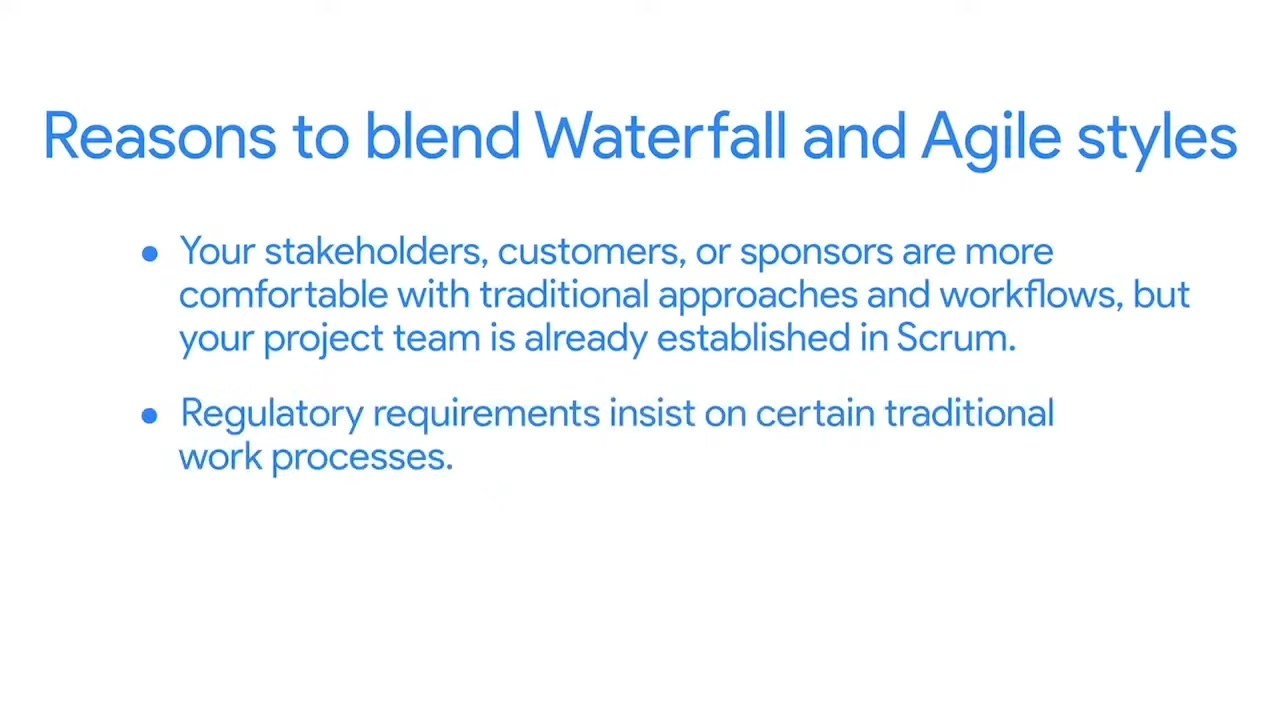 Reasons to blend Waterfall and Agile styles
• Your stakeholders, customers, or sponsors are more
comfortable with traditional approaches and workflows, but
your project team is already established in Scrum.
• Regulatory requirements insist on certain traditional
work processes.